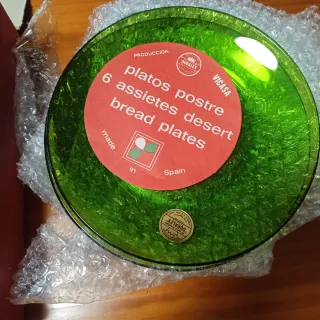 PRODUCCION
VICASA
platos postre
6 assietes desert
bread plates
made in Spain